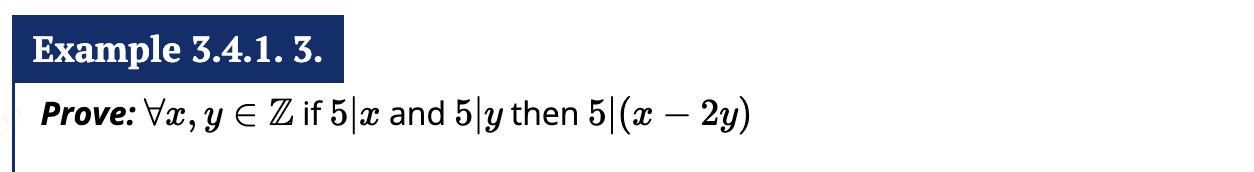 Example 3.4.1. 3.
Prove: ∀x, y ∈ ℤ if 5|x and 5|y then 5|(x − 2y)